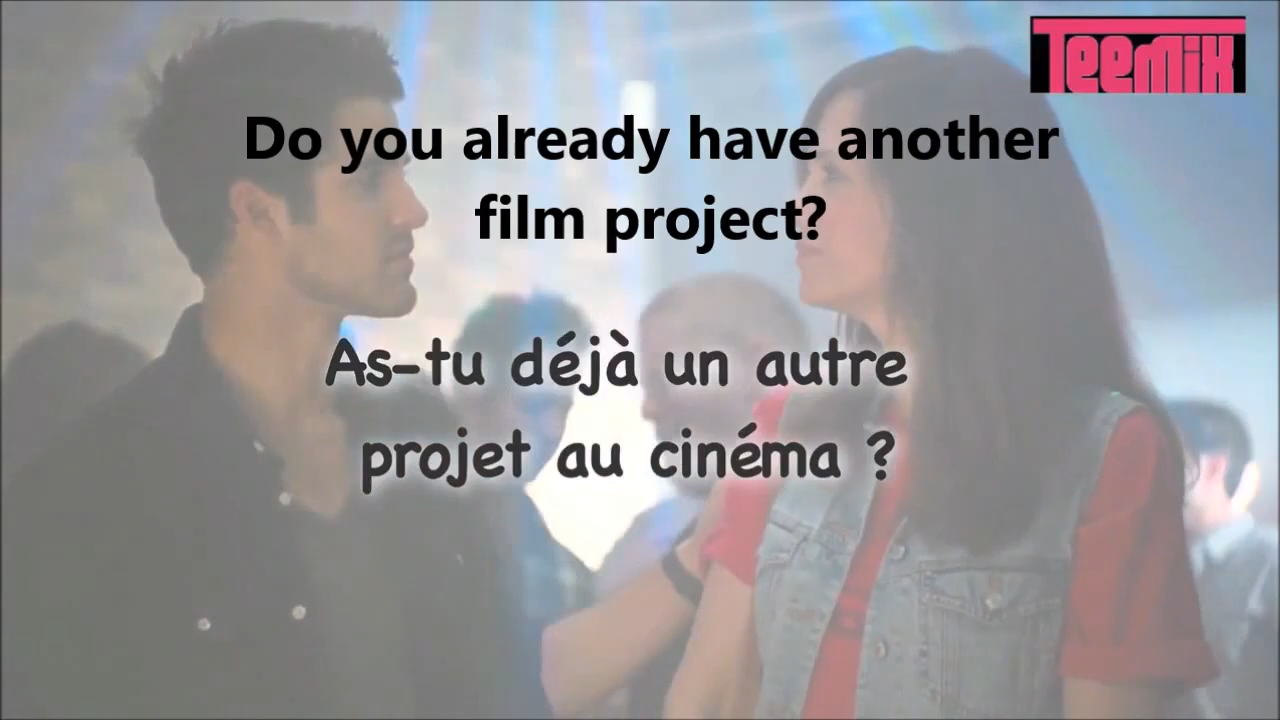 Teemix
Do you already have another
film project?
As-tu déjà un autre
projet au cinéma ?